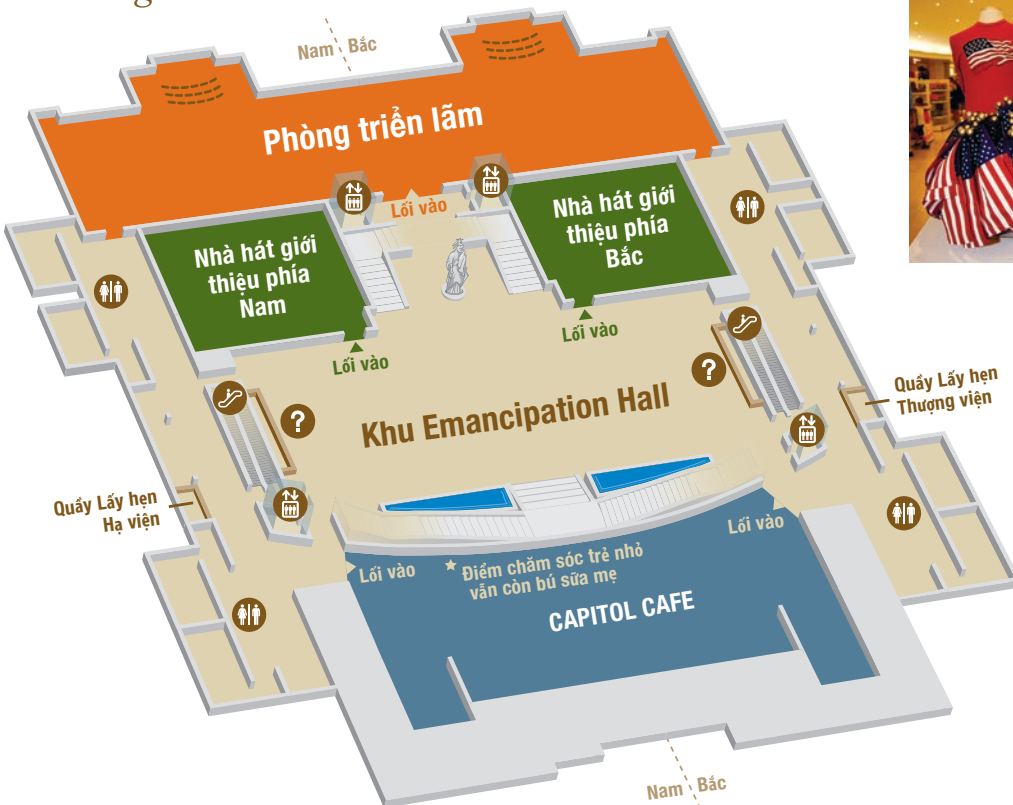 Nam Bắc
Phòng triển lãm
Lối vào
Nhà hát giới
thiệu phía
Nam
Nhà hát giới
thiệu phía
Bắc
Lối vào
Lối vào
?
?
Khu Emancipation Hall
Quầy Lấy hẹn
Thượng viện
Quầy Lấy hẹn
Hạ viện
Lối vào
Lối vào
Điểm chăm sóc trẻ nhỏ
vẫn còn bú sữa mẹ
CAPITOL CAFE
Nam Bắc